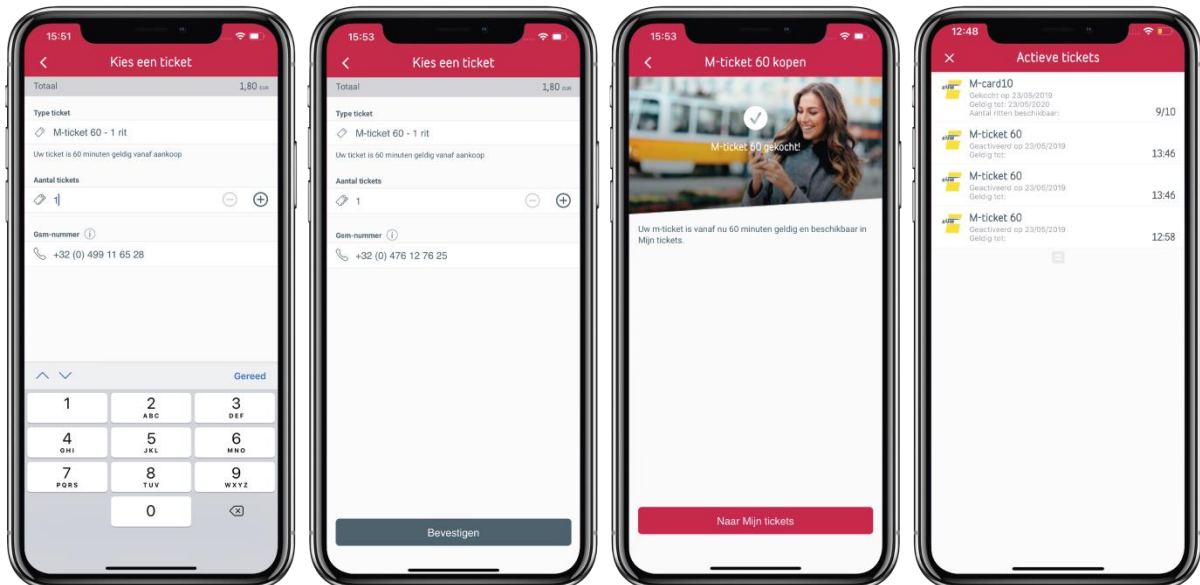 15:51
Kies een ticket
Totaal 1,80 EUR
Type ticket
M-ticket 60 - 1 rit
Uw ticket is 60 minuten geldig vanaf aankoop
Aantal tickets
1
Gsm-nummer
+32 (0) 499 11 65 28
Gereed
1 2 3
ABC DEF
4 5 6
GHI JKL MNO
7 8 9
PQRS TUV WXYZ
0
15:53
Kies een ticket
Totaal 1,80 EUR
Type ticket
M-ticket 60 - 1 rit
Uw ticket is 60 minuten geldig vanaf aankoop
Aantal tickets
1
Gsm-nummer
+32 (0) 476 12 76 25
Bevestigen
15:53
M-ticket 60 kopen
M-ticket 60 gekocht!
Uw m-ticket is vanaf nu 60 minuten geldig en beschikbaar in
Mijn tickets.
Naar Mijn tickets
12:48
Actieve tickets
M-card10
Gekocht op 23/05/2019
Geldig tot: 23/05/2020
Aantal ritten beschikbaar: 9/10
M-ticket 60
Geactiveerd op 23/05/2019
Geldig tot: 13:46
M-ticket 60
Geactiveerd op 23/05/2019
Geldig tot: 13:46
M-ticket 60
Geactiveerd op 23/05/2019
Geldig tot: 12:58